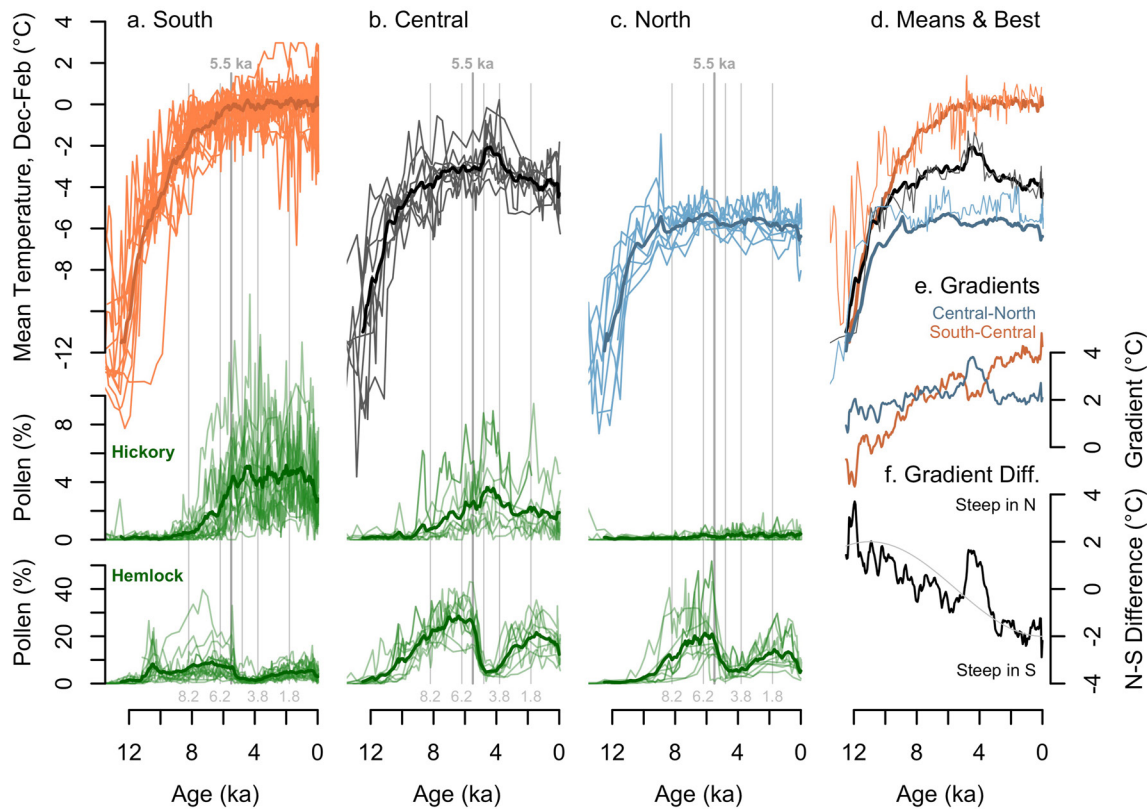 a. South
b. Central
c. North
d. Means & Best
Mean Temperature, Dec-Feb (°C)
4
2
0
-2
-4
-6
-8
-12
5.5 ka
5.5 ka
5.5 ka
e. Gradients
Central-North
South-Central
4
2
0
Gradient (°C)
Pollen (%)
8
4
0
Hickory
f. Gradient Diff.
Steep in N
Steep in S
4
2
0
-2
-4
N-S Difference (°C)
Pollen (%)
40
20
0
Hemlock
8.2 6.2 3.8 1.8
8.2 6.2 3.8 1.8
8.2 6.2 3.8 1.8
12 8 4 0
12 8 4 0
12 8 4 0
12 8 4 0
Age (ka)
Age (ka)
Age (ka)
Age (ka)